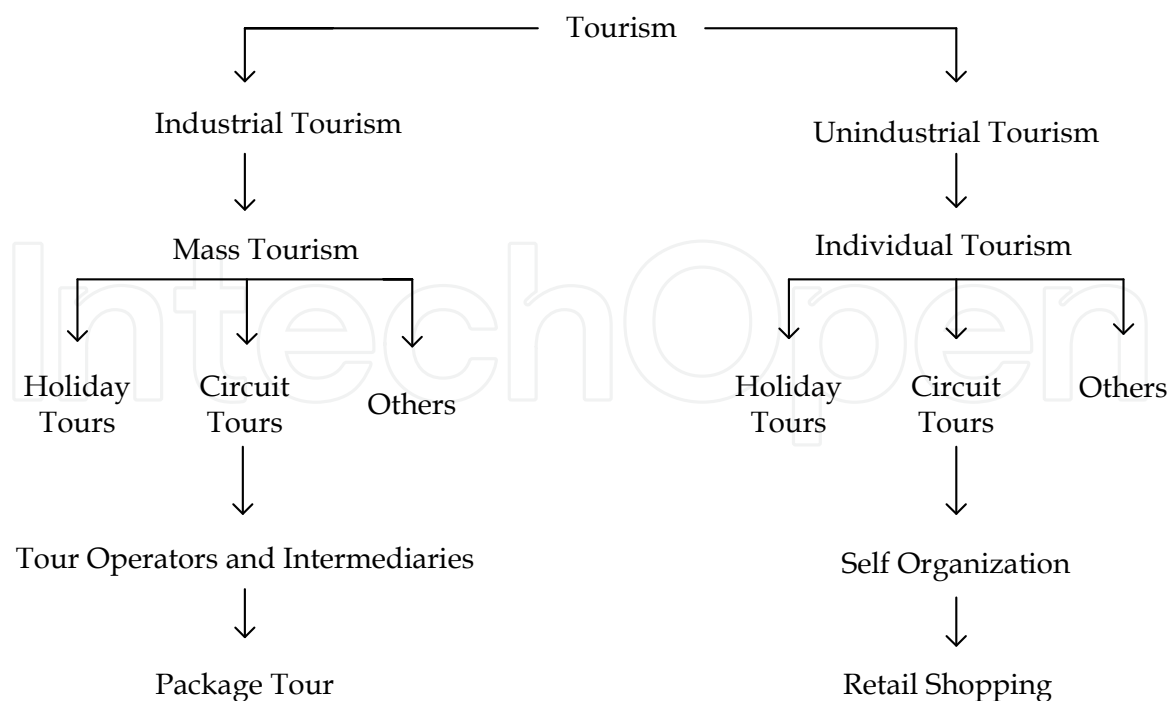 Tourism
Industrial Tourism
Unindustrial Tourism
Mass Tourism
Individual Tourism
IntechOpen
Holiday
Tours
Circuit
Tours
Others
Holiday
Tours
Circuit
Tours
Others
Tour Operators and Intermediaries
Self Organization
Package Tour
Retail Shopping